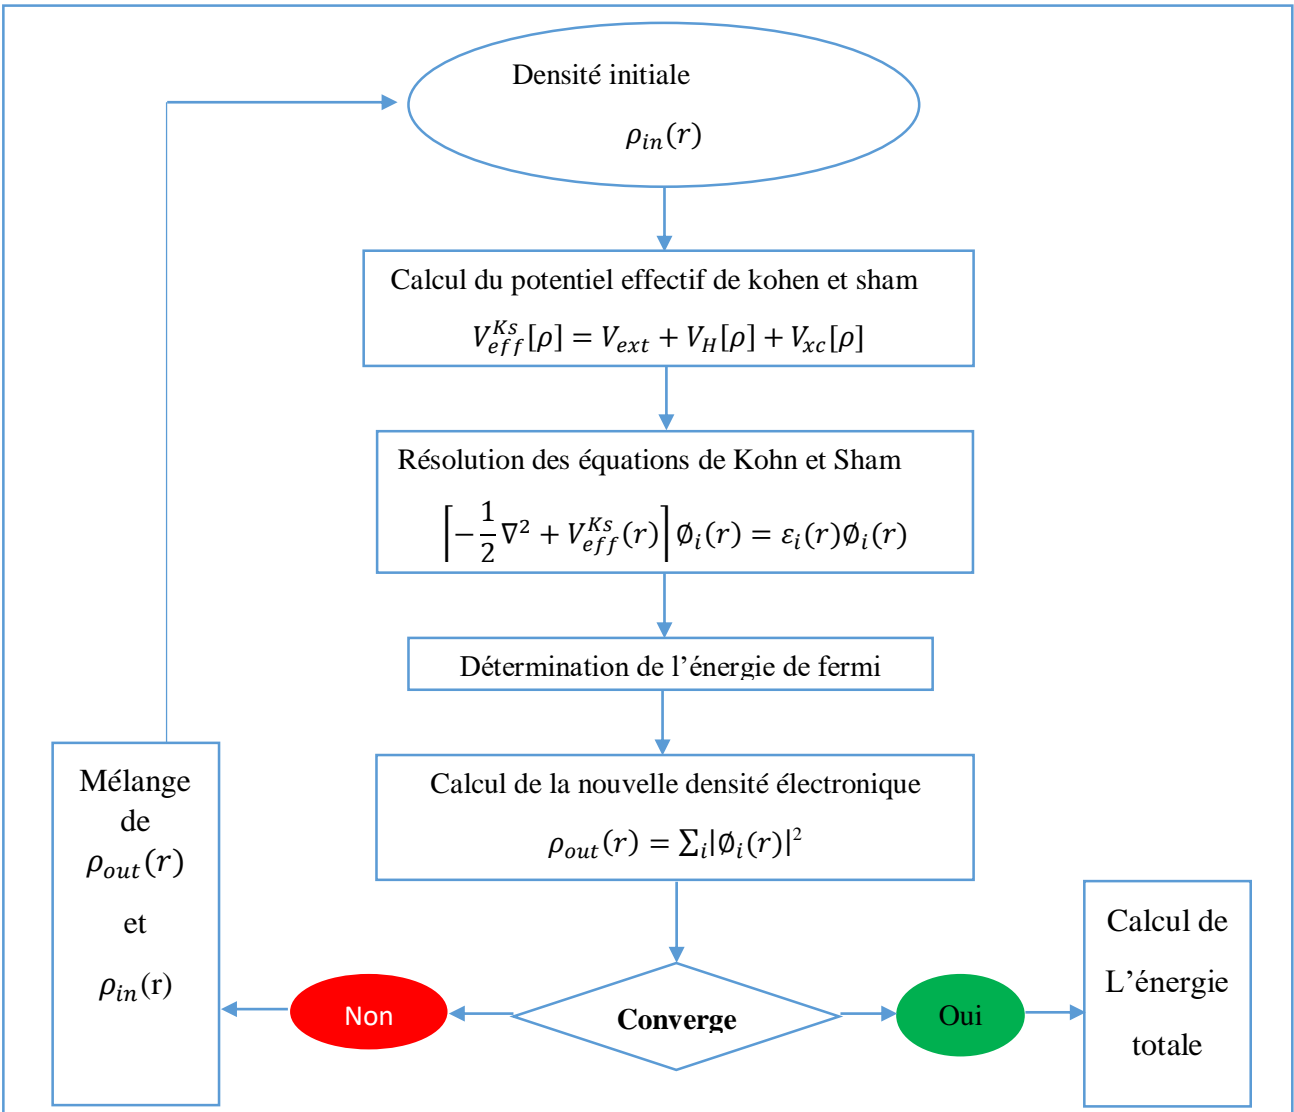 Densité initiale
ρ_in(r)
Calcul du potentiel effectif de kohen et sham
V_eff^Ks[ρ] = V_ext + V_H[ρ] + V_xc[ρ]
Résolution des équations de Kohn et Sham
[−1/2 ∇² + V_eff^Ks(r)] ∅_i(r) = ε_i(r)∅_i(r)
Détermination de l’énergie de fermi
Calcul de la nouvelle densité électronique
ρ_out(r) = ∑_i|∅_i(r)|²
Converge
Non
Mélange
de
ρ_out(r)
et
ρ_in(r)
Oui
Calcul de
L’énergie
totale